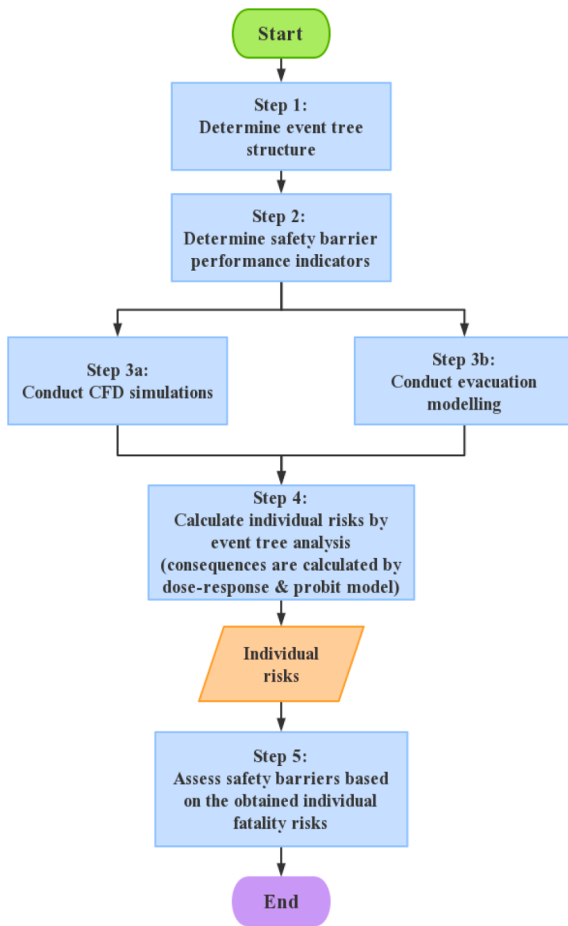 Start
Step 1:
Determine event tree
structure
Step 2:
Determine safety barrier
performance indicators
Step 3a:
Conduct CFD simulations
Step 3b:
Conduct evacuation
modelling
Step 4:
Calculate individual risks by
event tree analysis
(consequences are calculated by
dose-response & probit model)
Individual
risks
Step 5:
Assess safety barriers based
on the obtained individual
fatality risks
End